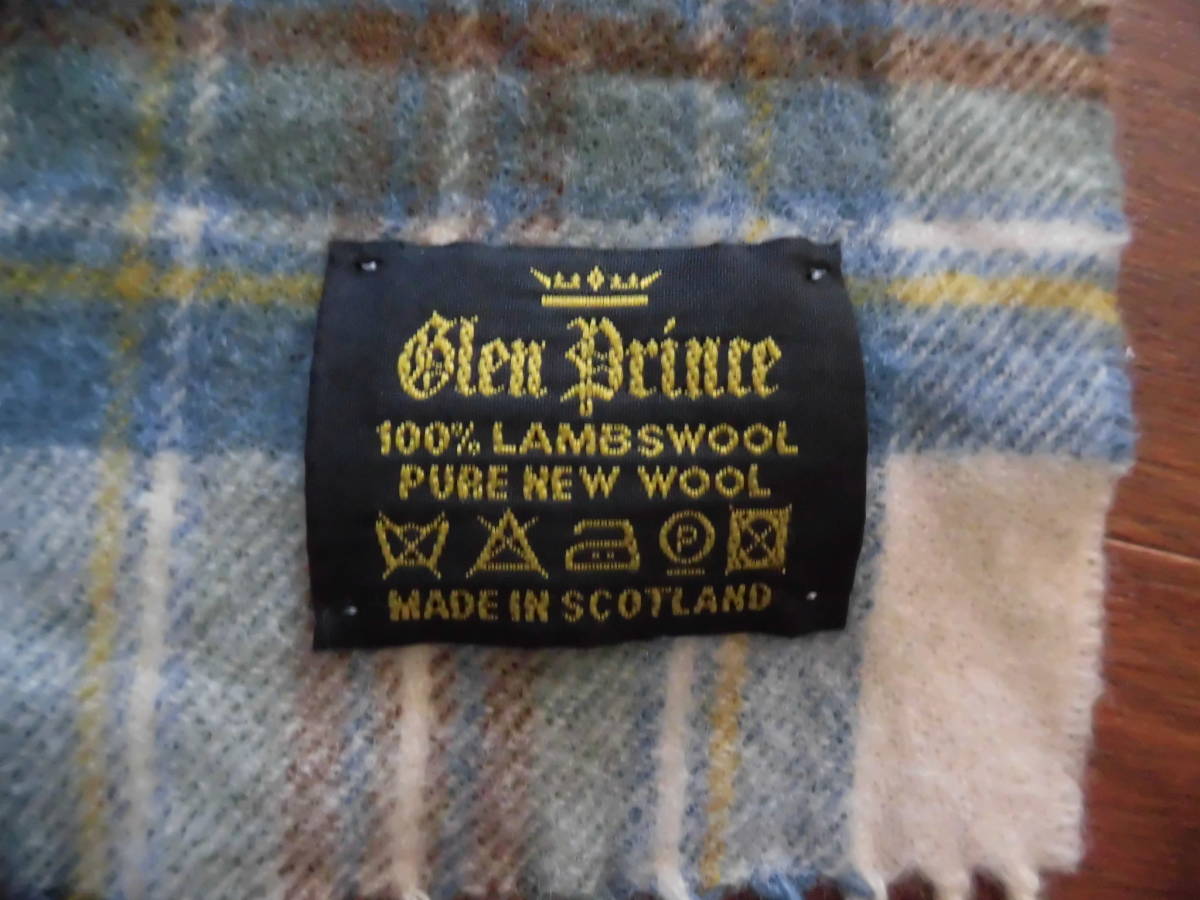 Glen Prince
100% LAMBSWOOL
PURE NEW WOOL
P
MADE IN SCOTLAND